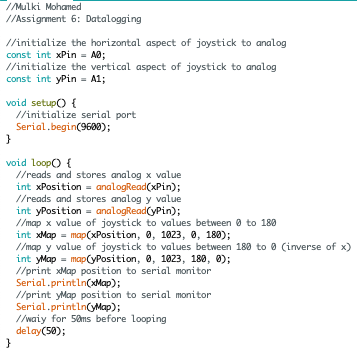 //Mulki Mohamed
//Assignment 6: Datalogging
//initialize the horizontal aspect of joystick to analog
const int xPin = A0;
//initialize the vertical aspect of joystick to analog
const int yPin = A1;
void setup() {
//initialize serial port
Serial.begin(9600);
}
void loop() {
//reads and stores analog x value
int xPosition = analogRead(xPin);
//reads and stores analog y value
int yPosition = analogRead(yPin);
//map x value of joystick to values between 0 to 180
int xMap = map(xPosition, 0, 1023, 0, 180);
//map y value of joystick to values between 180 to 0 (inverse of x)
int yMap = map(yPosition, 0, 1023, 180, 0);
//print xMap position to serial monitor
Serial.println(xMap);
//print yMap position to serial monitor
Serial.println(yMap);
//waiy for 50ms before looping
delay(50);
}